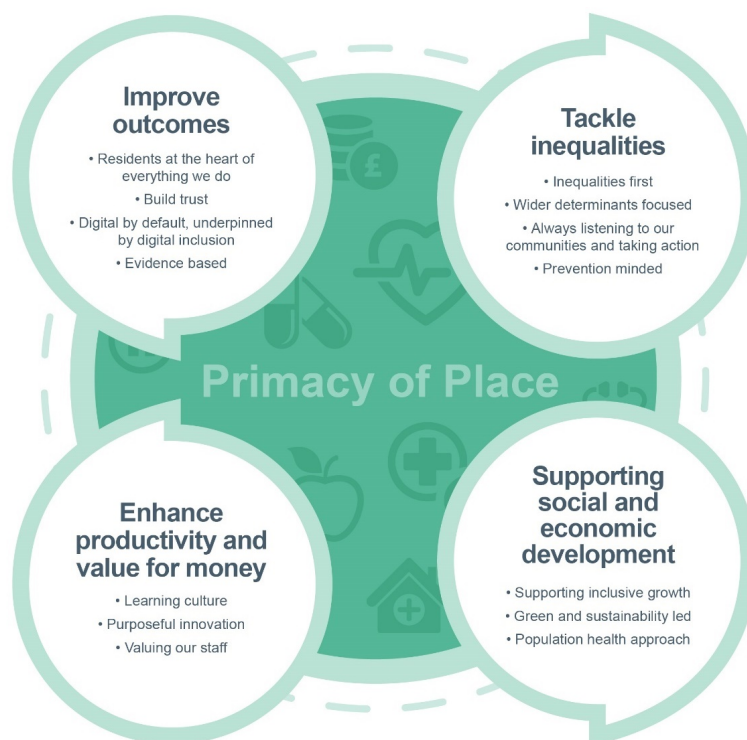 Improve
outcomes
• Residents at the heart of
everything we do
• Build trust
• Digital by default, underpinned
by digital inclusion
• Evidence based
Tackle
inequalities
• Inequalities first
• Wider determinants focused
• Always listening to our
communities and taking action
• Prevention minded
£
Primacy of Place
Enhance
productivity and
value for money
• Learning culture
• Purposeful innovation
• Valuing our staff
Supporting
social and
economic
development
• Supporting inclusive growth
• Green and sustainability led
• Population health approach